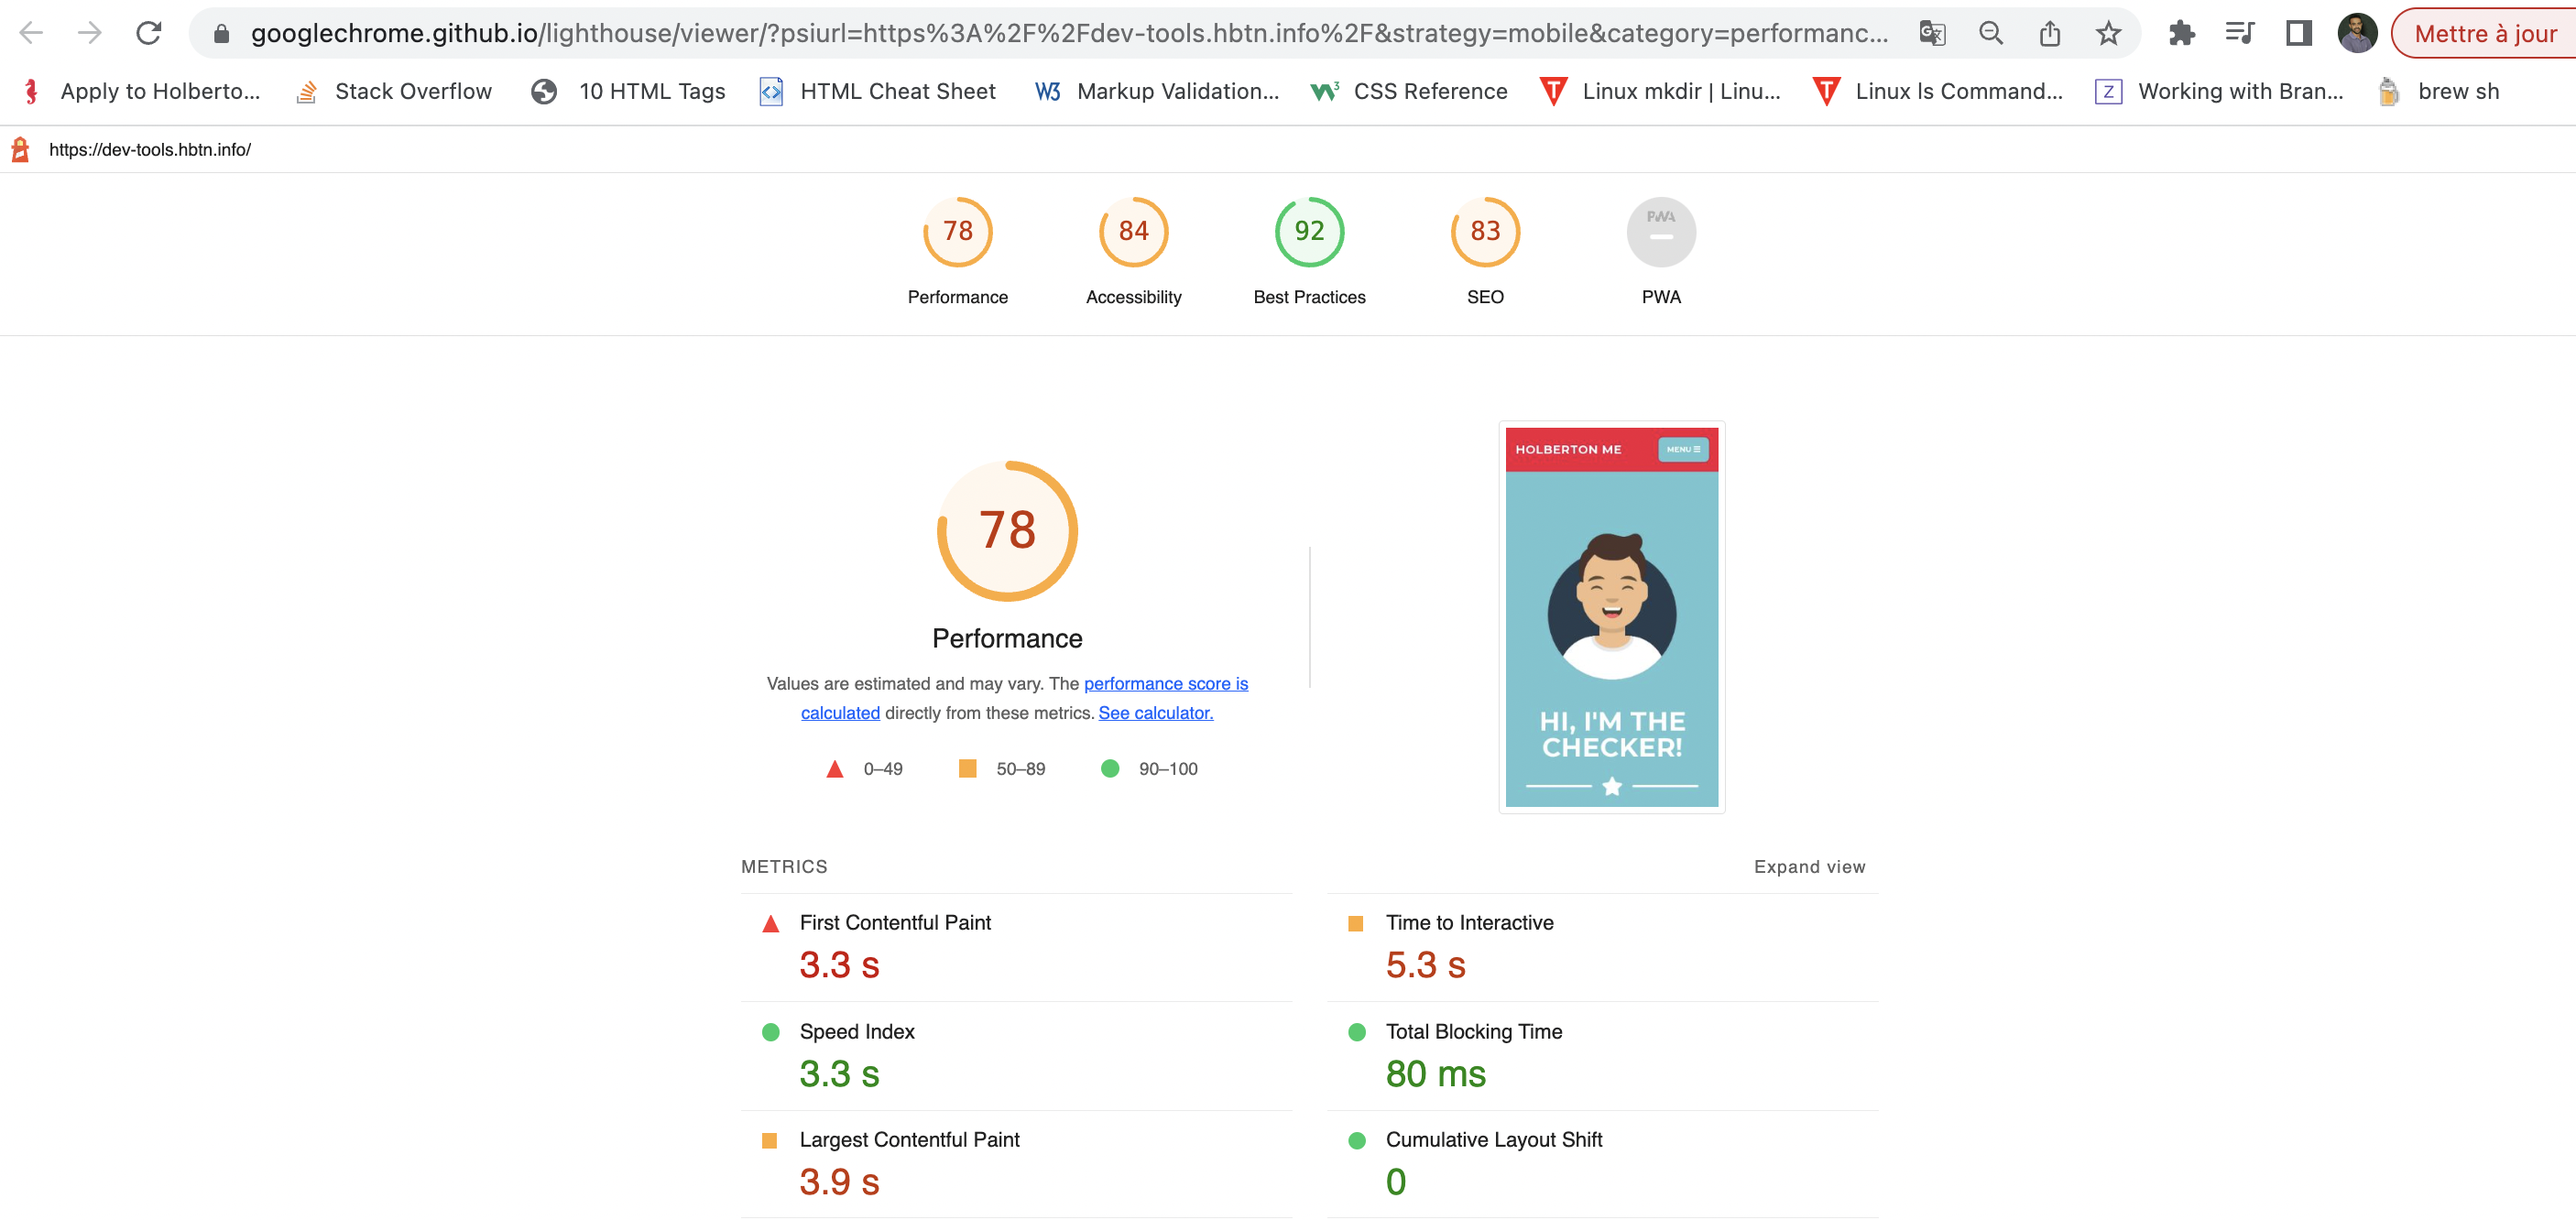 googlechrome.github.io/lighthouse/viewer/?psiurl=https%3A%2F%2Fdev-tools.hbtn.info%2F&strategy=mobile&category=performanc...
Mettre à jour
Apply to Holberto...
Stack Overflow
10 HTML Tags
HTML Cheat Sheet
Markup Validation...
CSS Reference
Linux mkdir | Linu...
Linux ls Command...
Working with Bran...
brew sh
https://dev-tools.hbtn.info/
78
84
92
83
PWA
Performance
Accessibility
Best Practices
SEO
PWA
78
Performance
Values are estimated and may vary. The performance score is
calculated directly from these metrics. See calculator.
0–49
50–89
90–100
HOLBERTON ME
MENU
HI, I'M THE
CHECKER!
METRICS
Expand view
First Contentful Paint
3.3 s
Time to Interactive
5.3 s
Speed Index
3.3 s
Total Blocking Time
80 ms
Largest Contentful Paint
3.9 s
Cumulative Layout Shift
0